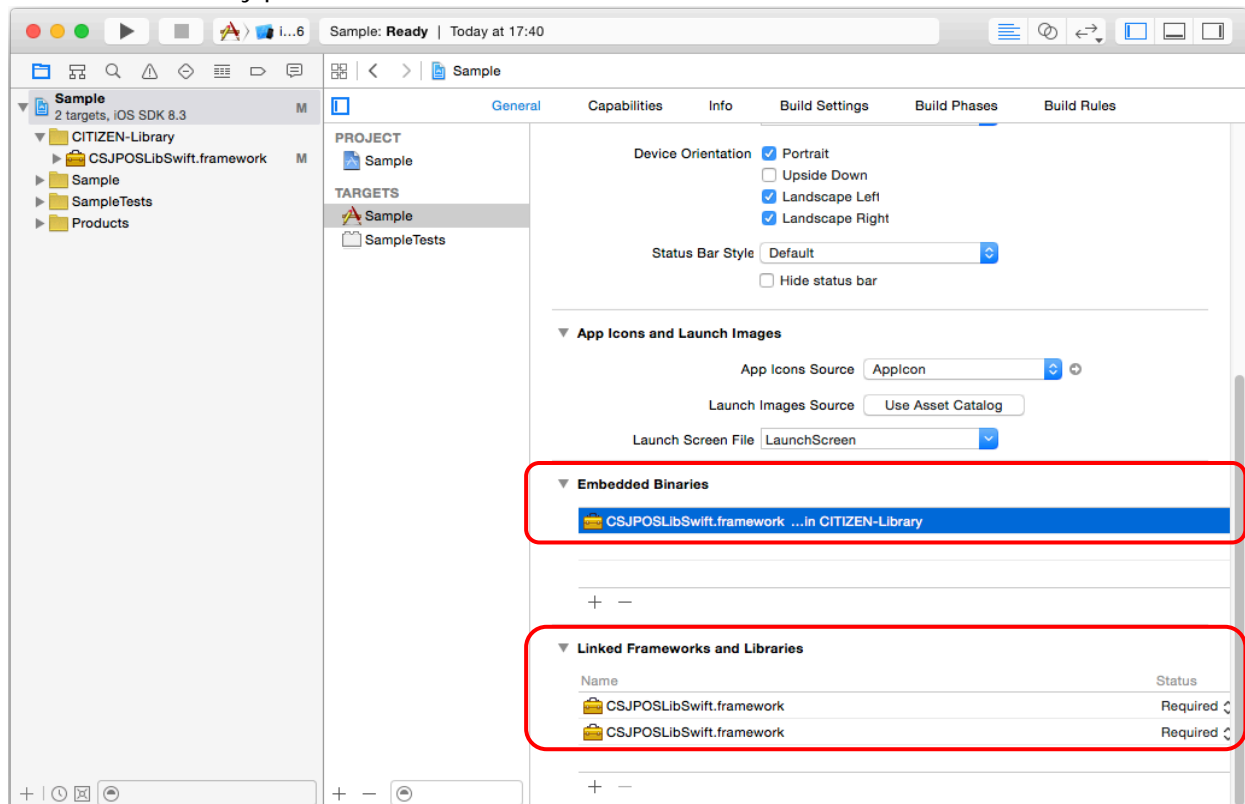 i...6
Sample: Ready | Today at 17:40
Sample
Sample
2 targets, iOS SDK 8.3
M
CITIZEN-Library
CSJPOSLibSwift.framework
M
Sample
SampleTests
Products
General
Capabilities
Info
Build Settings
Build Phases
Build Rules
PROJECT
Sample
TARGETS
Sample
SampleTests
Device Orientation
Portrait
Upside Down
Landscape Left
Landscape Right
Status Bar Style
Default
Hide status bar
App Icons and Launch Images
App Icons Source
AppIcon
Launch Images Source
Use Asset Catalog
Launch Screen File
LaunchScreen
Embedded Binaries
CSJPOSLibSwift.framework ...in CITIZEN-Library
+ −
Linked Frameworks and Libraries
Name
Status
CSJPOSLibSwift.framework
Required
CSJPOSLibSwift.framework
Required
+ −
+
+ −